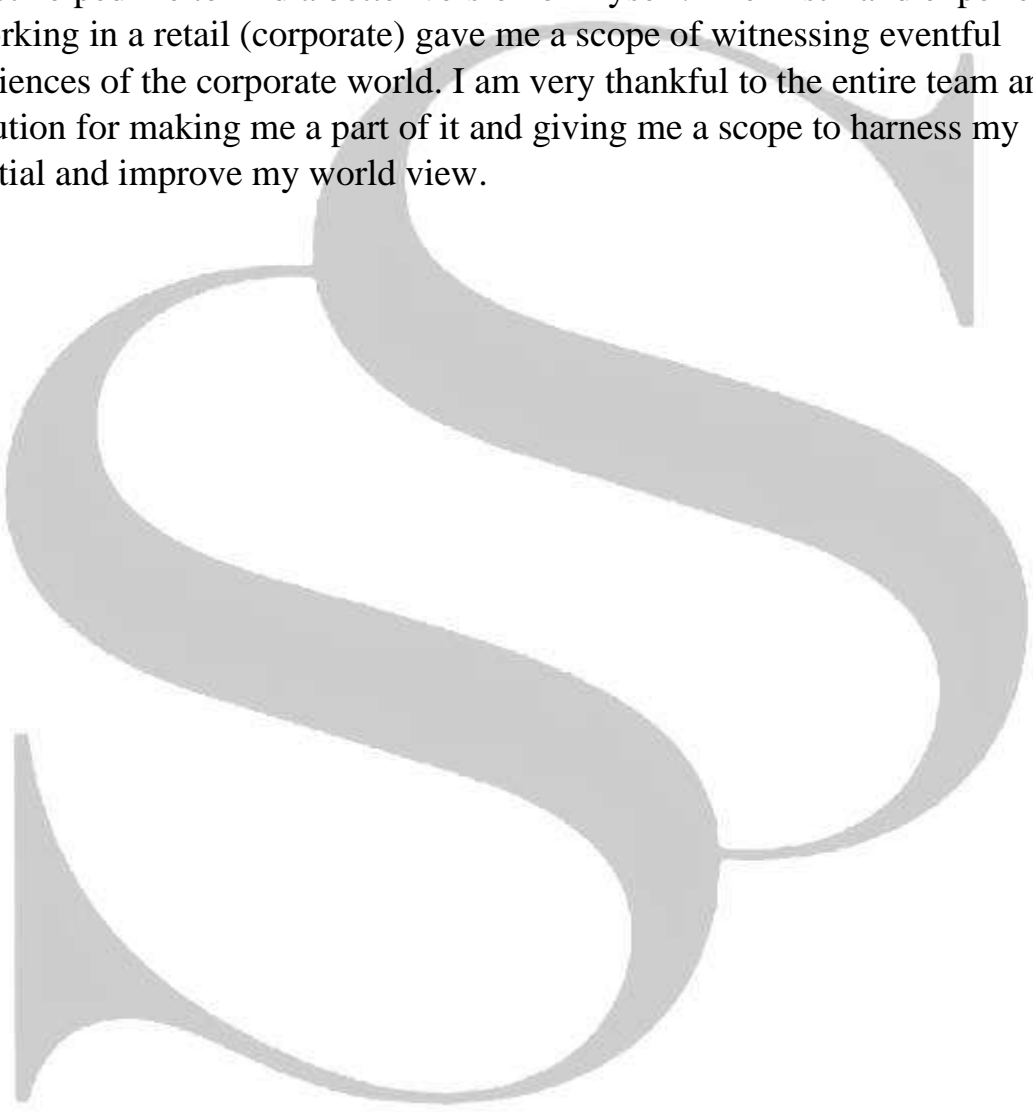 rking in a retail (corporate) gave me a scope of witnessing eventful
iences of the corporate world. I am very thankful to the entire team
ution for making me a part of it and giving me a scope to harness my
tial and improve my world view.